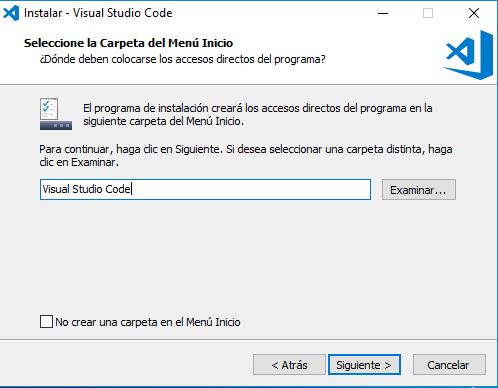 Instalar - Visual Studio Code
Seleccione la Carpeta del Menú Inicio
¿Dónde deben colocarse los accesos directos del programa?
El programa de instalación creará los accesos directos del programa en la
siguiente carpeta del Menú Inicio.
Para continuar, haga clic en Siguiente. Si desea seleccionar una carpeta distinta, haga
clic en Examinar.
Visual Studio Code
Examinar...
No crear una carpeta en el Menú Inicio
< Atrás
Siguiente >
Cancelar